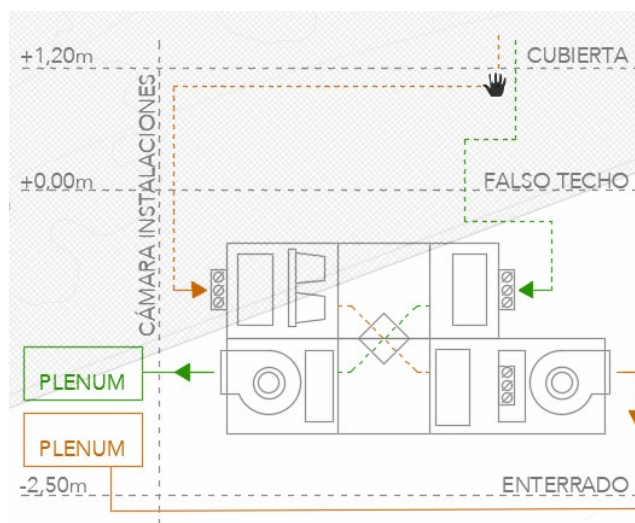 +1,20m
CUBIERTA
CÁMARA INSTALACIONES
+0,00m
FALSO TECHO
PLENUM
PLENUM
-2,50m
ENTERRADO